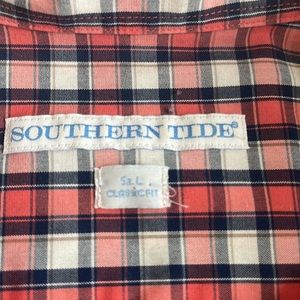 SOUTHERN TIDE®
Sz. L
CLASSIC FIT